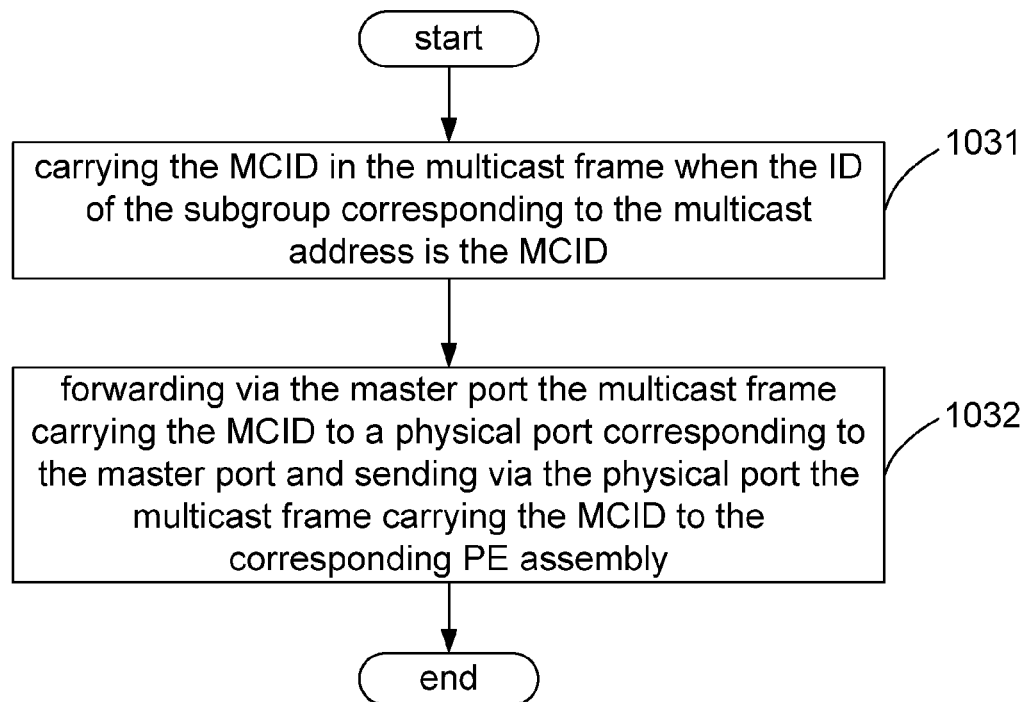 start
carrying the MCID in the multicast frame when the ID
of the subgroup corresponding to the multicast
address is the MCID
1031
forwarding via the master port the multicast frame
carrying the MCID to a physical port corresponding to
the master port and sending via the physical port the
multicast frame carrying the MCID to the
corresponding PE assembly
1032
end